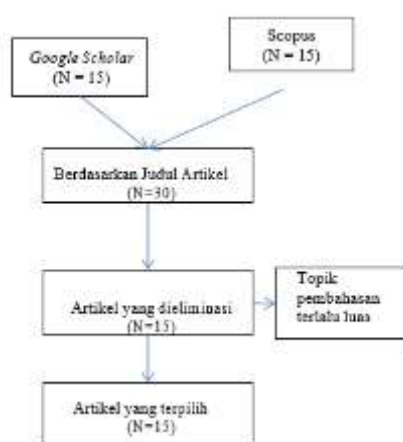 Google Scholar
(N = 15)
Scopus
(N = 15)
Berdasarkan Judul Artikel
(N=30)
Artikel yang dieliminasi
(N=15)
Topik
pembahasan
terlalu luas
Artikel yang terpilih
(N=15)